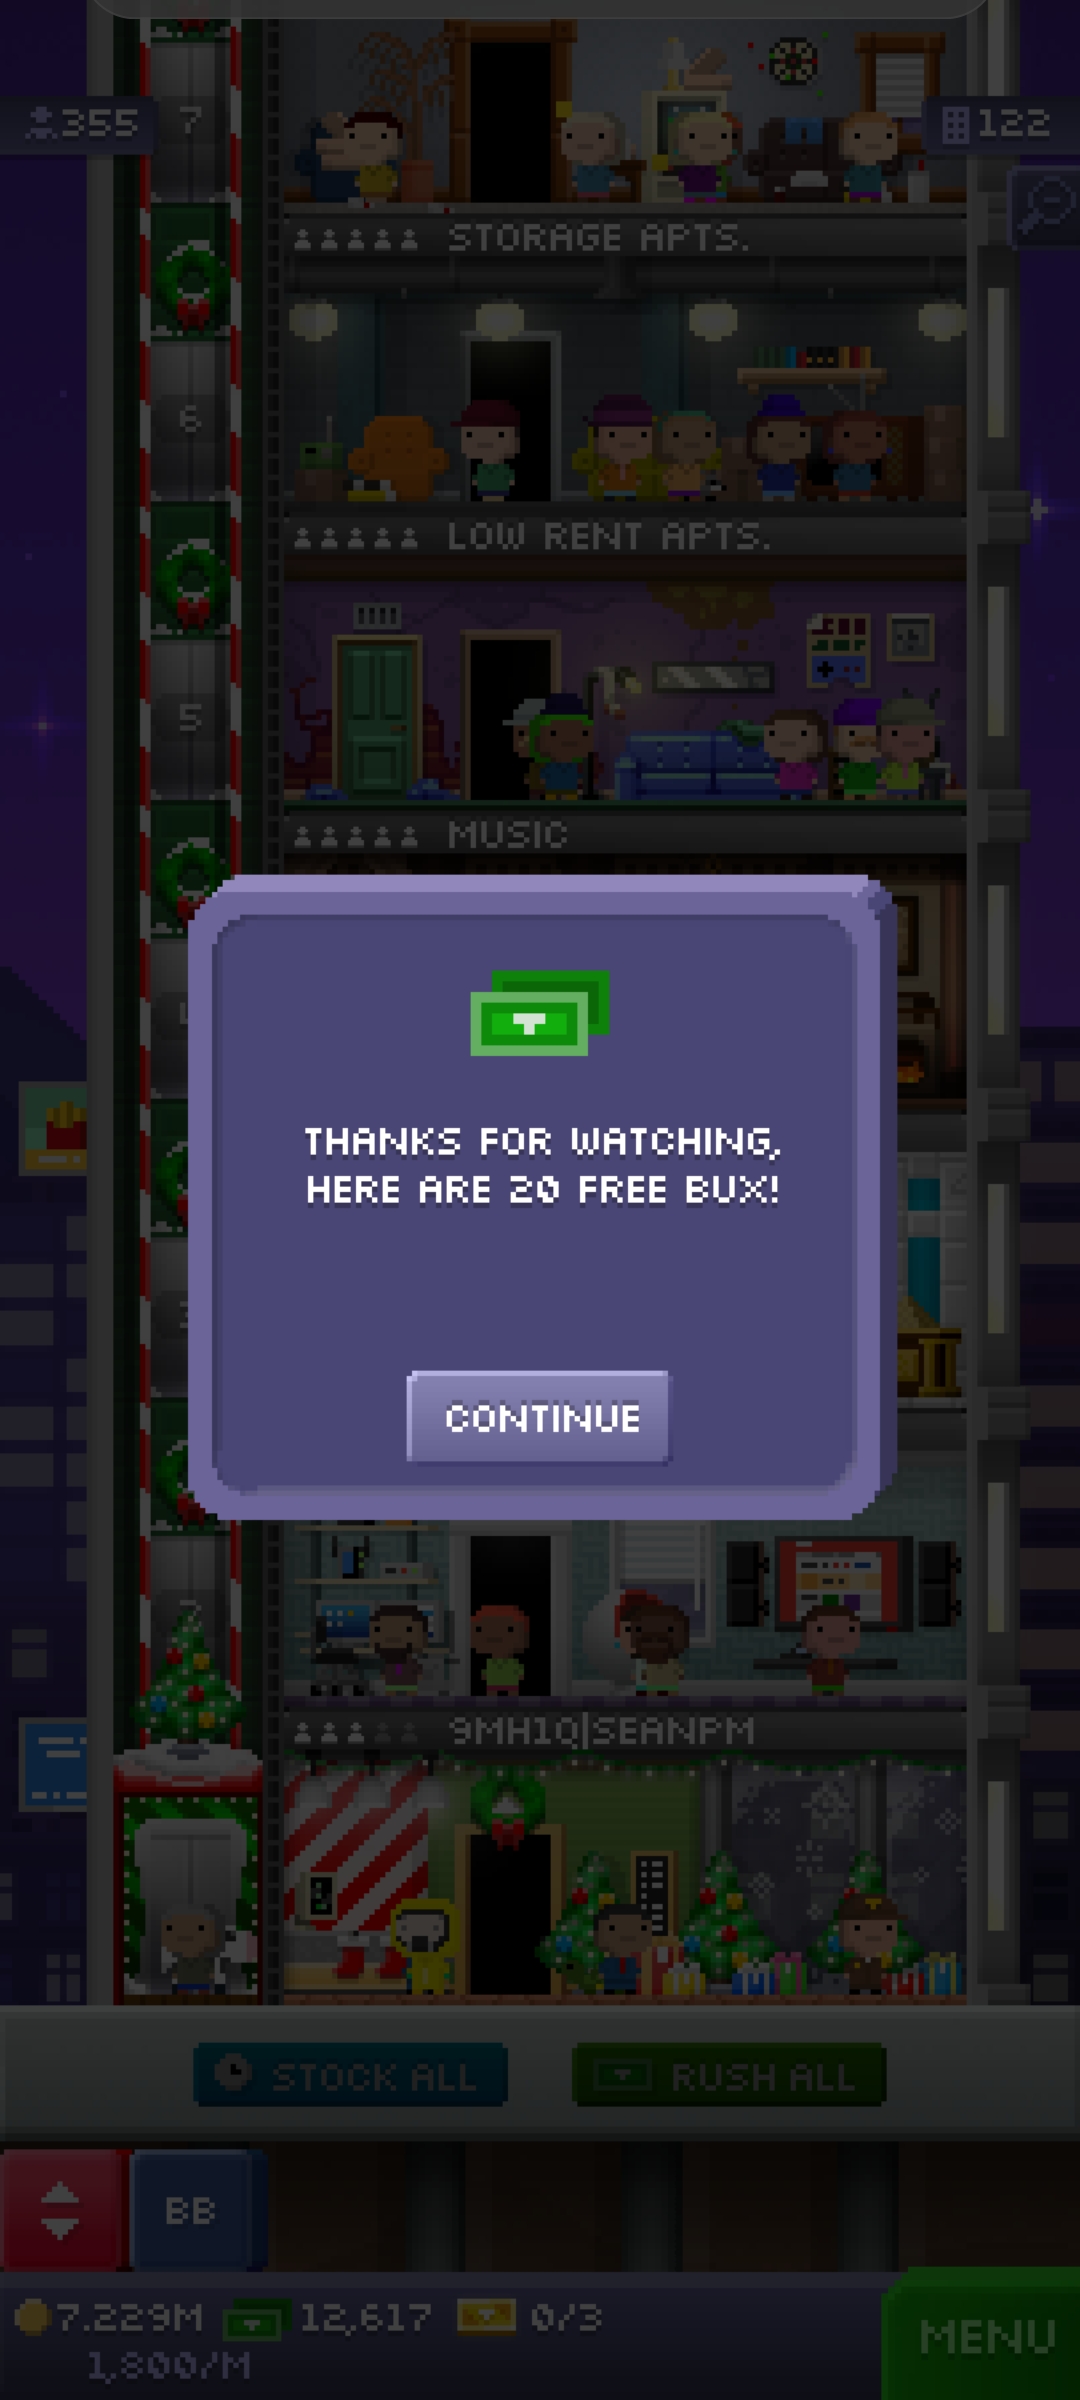 7
355
122
STORAGE APTS.
6
LOW RENT APTS.
5
MUSIC
THANKS FOR WATCHING,
HERE ARE 20 FREE BUX!
CONTINUE
9MH1Q|SEANPM
STOCK ALL
RUSH ALL
BB
7.229M
12,617
0/3
MENU
1,800/M